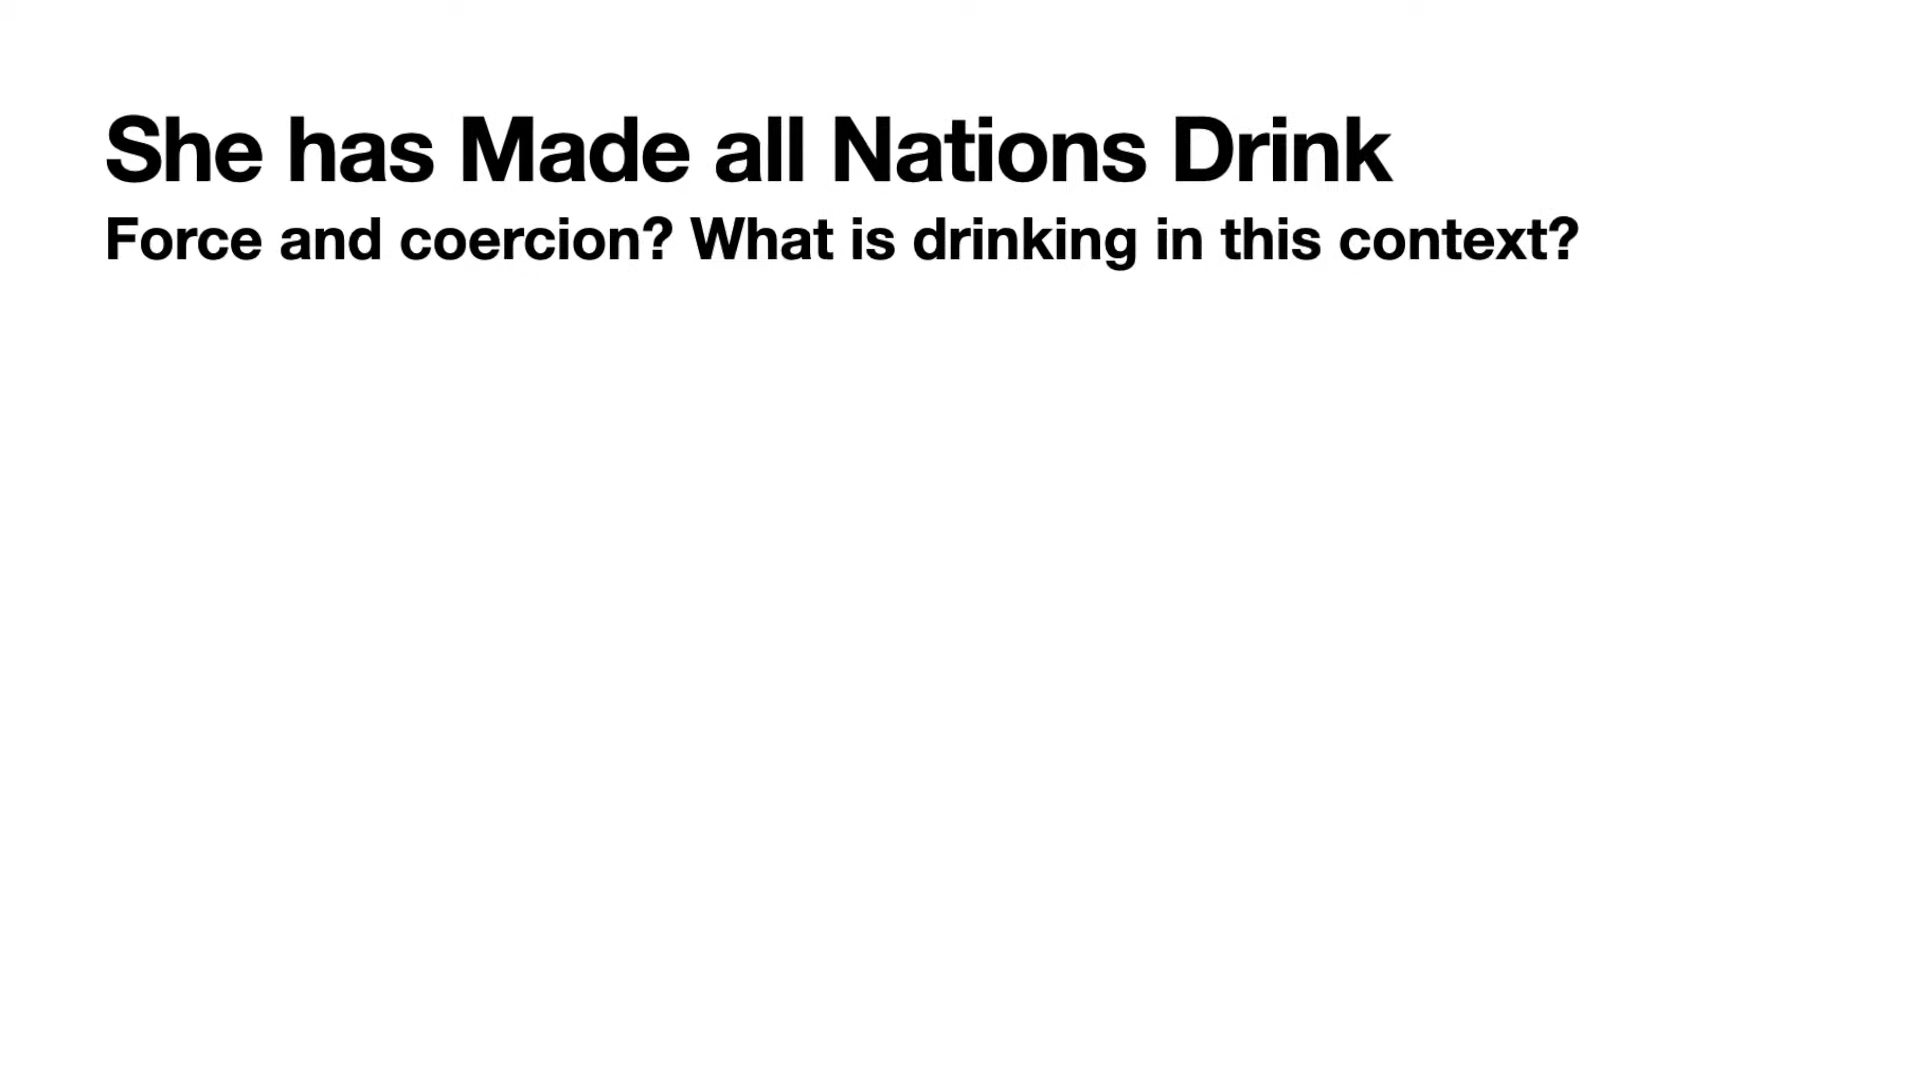 She has Made all Nations Drink
Force and coercion? What is drinking in this context?